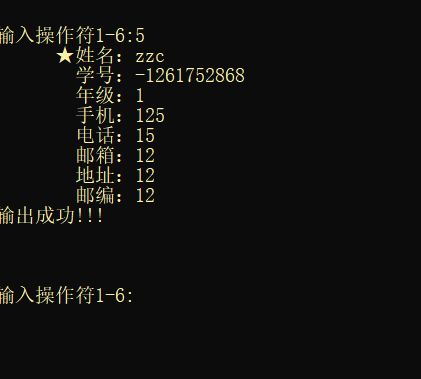 输入操作符1-6:5
★姓名：zzc
学号：-1261752868
年级：1
手机：125
电话：15
邮箱：12
地址：12
邮编：12
输出成功!!!
输入操作符1-6: